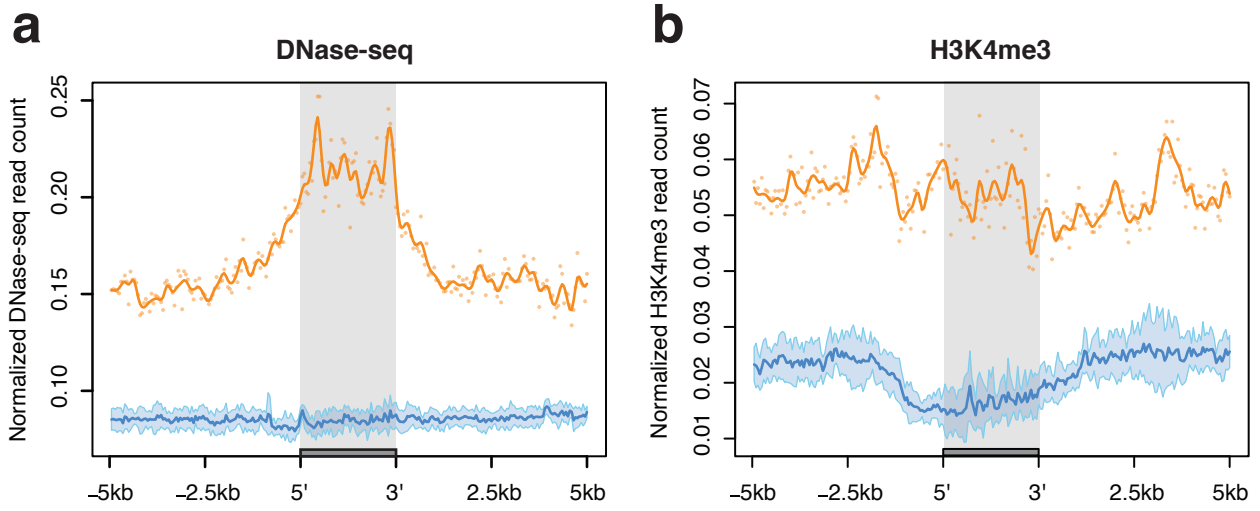 a
DNase-seq
Normalized DNase-seq read count
0.25
0.20
0.15
0.10
−5kb
−2.5kb
5'
3'
2.5kb
5kb
b
H3K4me3
Normalized H3K4me3 read count
0.07
0.06
0.05
0.04
0.03
0.02
0.01
−5kb
−2.5kb
5'
3'
2.5kb
5kb